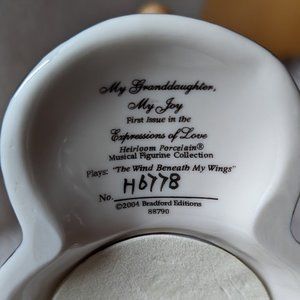 My Granddaughter,
My Joy
First Issue in the
Expressions of Love
Heirloom Porcelain®
Musical Figurine Collection
Plays: "The Wind Beneath My Wings"
No. H6778
©2004 Bradford Editions
88790